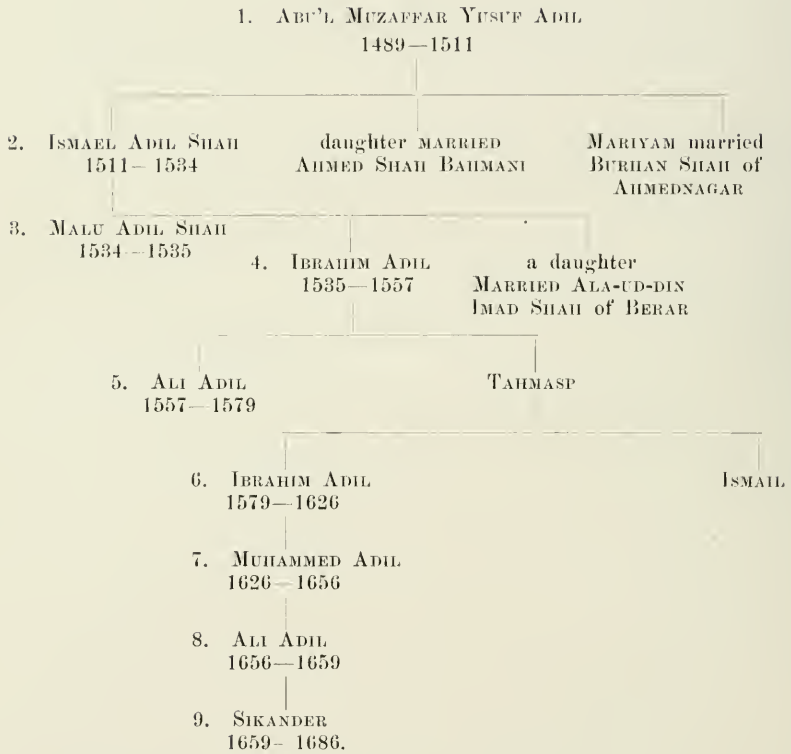 1. ABU'L MUZAFFAR YUSUF ADIL
1489—1511
2. ISMAEL ADIL SHAH
1511—1534
daughter MARRIED
AHMED SHAH BAHMANI
MARIYAM married
BURHAN SHAH of
AHMEDNAGAR
3. MALU ADIL SHAH
1534—1535
4. IBRAHIM ADIL
1535—1557
a daughter
MARRIED ALA-UD-DIN
IMAD SHAH of BERAR
5. ALI ADIL
1557—1579
TAHMASP
6. IBRAHIM ADIL
1579—1626
ISMAIL
7. MUHAMMED ADIL
1626—1656
8. ALI ADIL
1656—1659
9. SIKANDER
1659—1686.